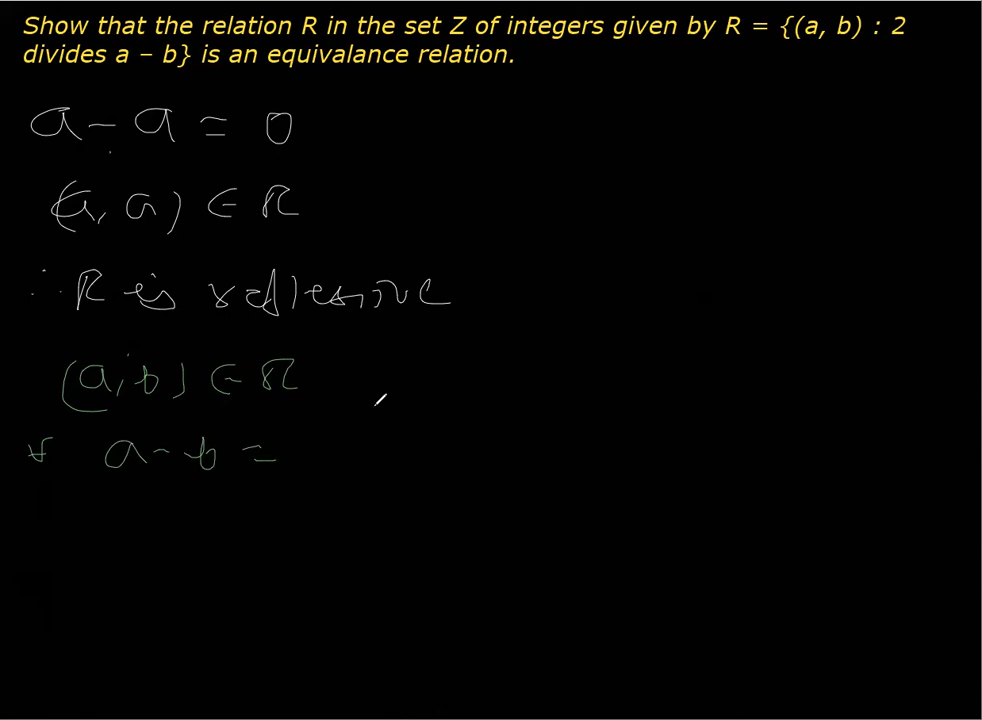 Show that the relation R in the set Z of integers given by R = {(a, b) : 2
divides a – b} is an equivalance relation.
a - a = 0
(a, a) ∈ R
∴ R is reflexive
(a, b) ∈ R
a - b =